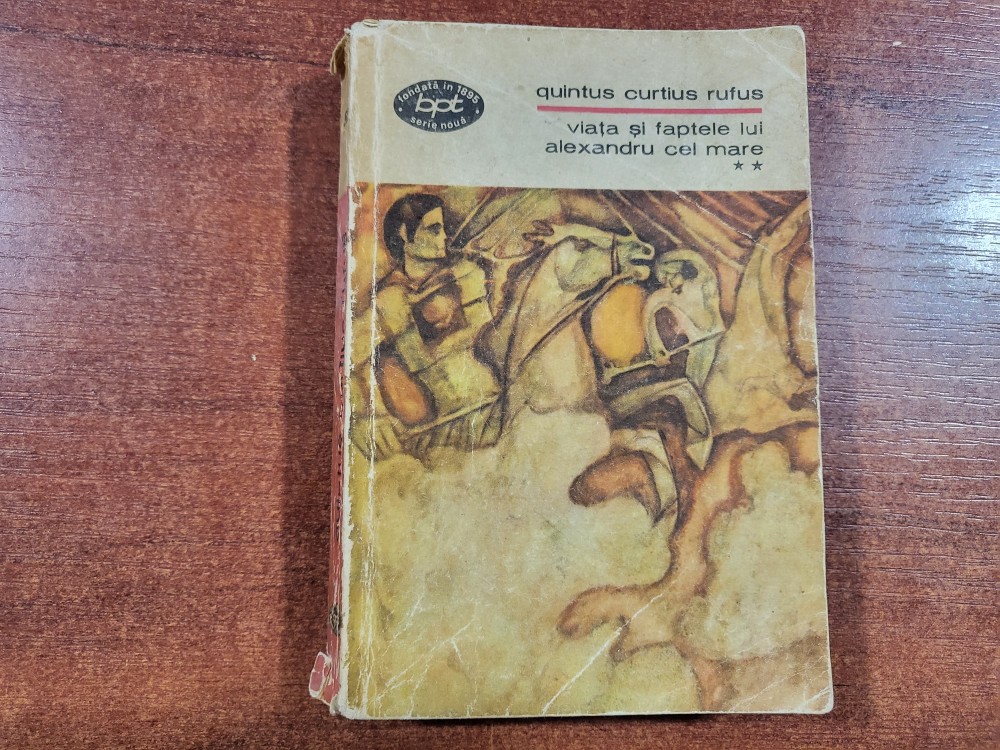 fondată în 1895
bpt
serie nouă
quintus curtius rufus
viața și faptele lui
alexandru cel mare
**